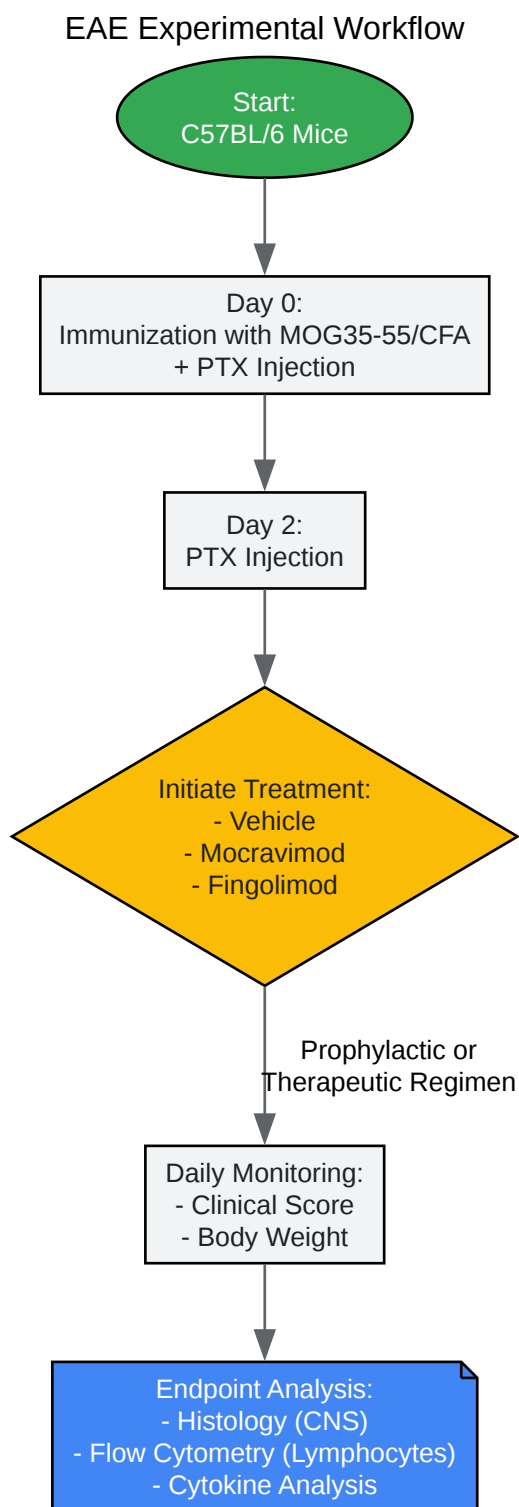 EAE Experimental Workflow
Start:
C57BL/6 Mice
Day 0:
Immunization with MOG35-55/CFA
+ PTX Injection
Day 2:
PTX Injection
Initiate Treatment:
- Vehicle
- Mocravimod
- Fingolimod
Prophylactic or
Therapeutic Regimen
Daily Monitoring:
- Clinical Score
- Body Weight
Endpoint Analysis:
- Histology (CNS)
- Flow Cytometry (Lymphocytes)
- Cytokine Analysis